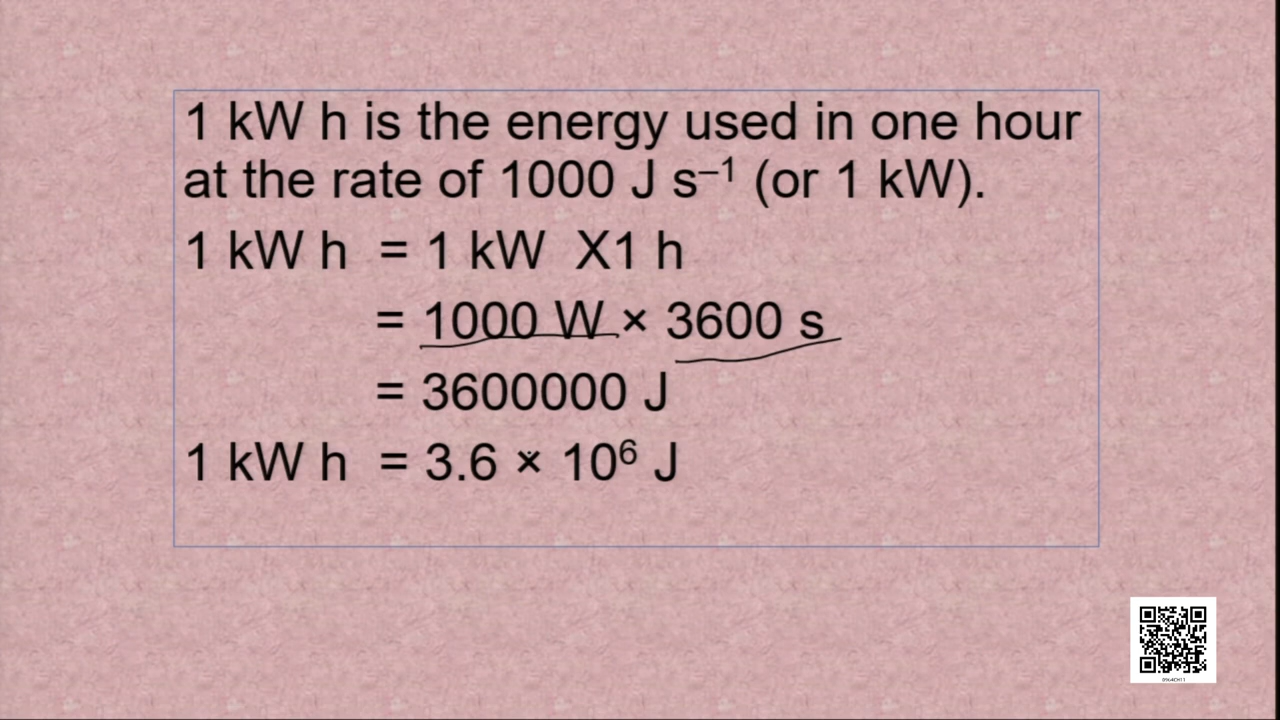 1 kW h is the energy used in one hour
at the rate of 1000 J s⁻¹ (or 1 kW).
1 kW h = 1 kW X1 h
= 1000 W × 3600 s
= 3600000 J
1 kW h = 3.6 × 10⁶ J